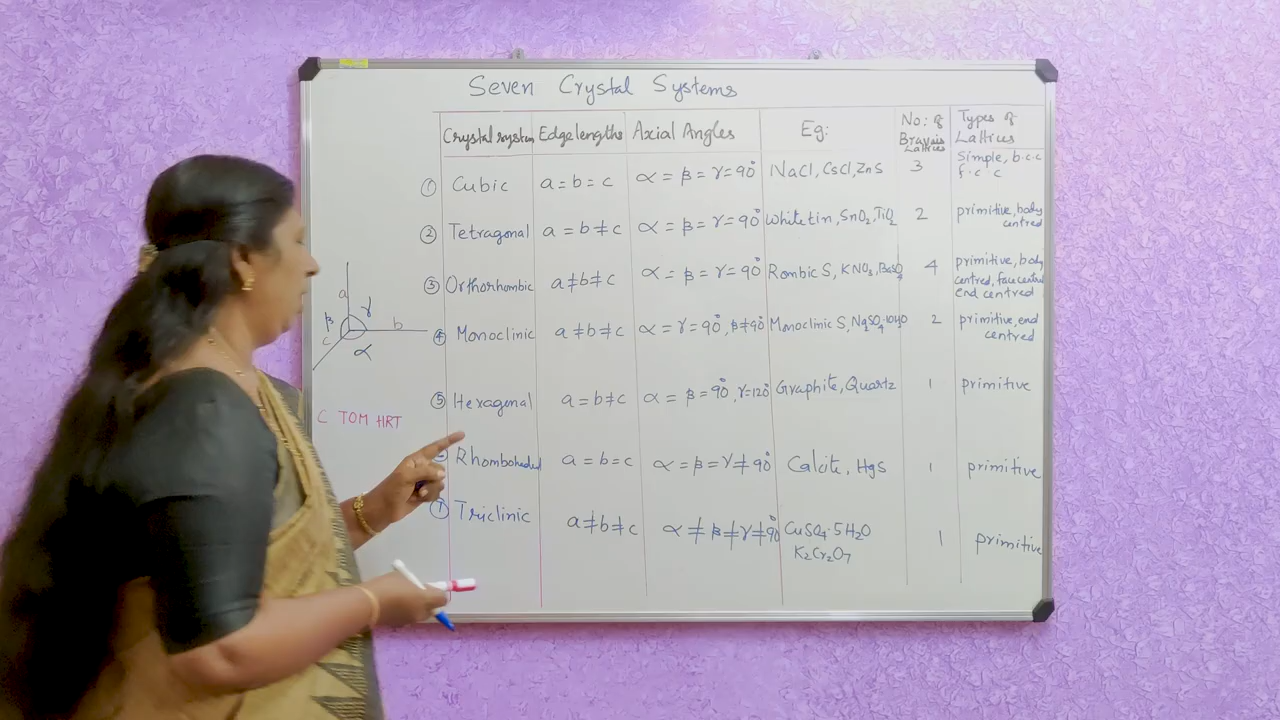 Seven Crystal Systems
Crystal system Edge lengths Axial Angles Eg: No: of Bravais Lattices Types of Lattices
① Cubic a = b = c α = β = γ = 90° NaCl, CsCl, ZnS 3 Simple, b.c.c f.c.c
② Tetragonal a = b ≠ c α = β = γ = 90° White tin, SnO₂, TiO₂ 2 primitive, body centred
③ Orthorhombic a ≠ b ≠ c α = β = γ = 90° Rombic S, KNO₃, BaSO₄ 4 primitive, body centred, face centred end centred
④ Monoclinic a ≠ b ≠ c α = γ = 90°, β ≠ 90° Monoclinic S, 2 primitive, end centred
⑤ Hexagonal a = b ≠ c α = β = 90°, γ = 120° Graphite, Quartz 1 primitive
Rhombohedral a = b = c α = β = γ ≠ 90° Calcite, HgS 1 primitive
⑦ Triclinic a ≠ b ≠ c α ≠ β ≠ γ ≠ 90° CuSO₄·5H₂O K₂Cr₂O₇ 1 primitive
a
β γ
c b
α
C TOM HRT